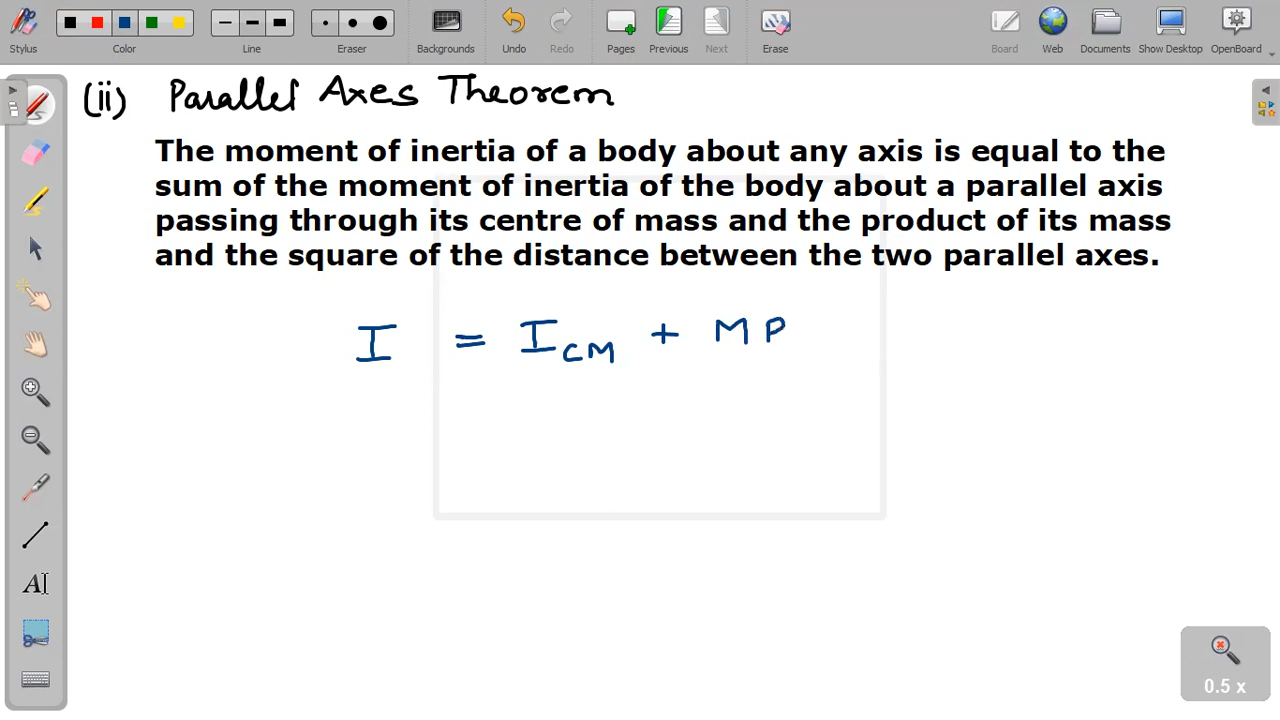 Stylus Color Line Eraser Backgrounds Undo Redo Pages Previous Next Erase Board Web Documents Show Desktop OpenBoard
(ii) Parallel Axes Theorem
The moment of inertia of a body about any axis is equal to the
sum of the moment of inertia of the body about a parallel axis
passing through its centre of mass and the product of its mass
and the square of the distance between the two parallel axes.
I = I_CM + M P
AI
0.5 x